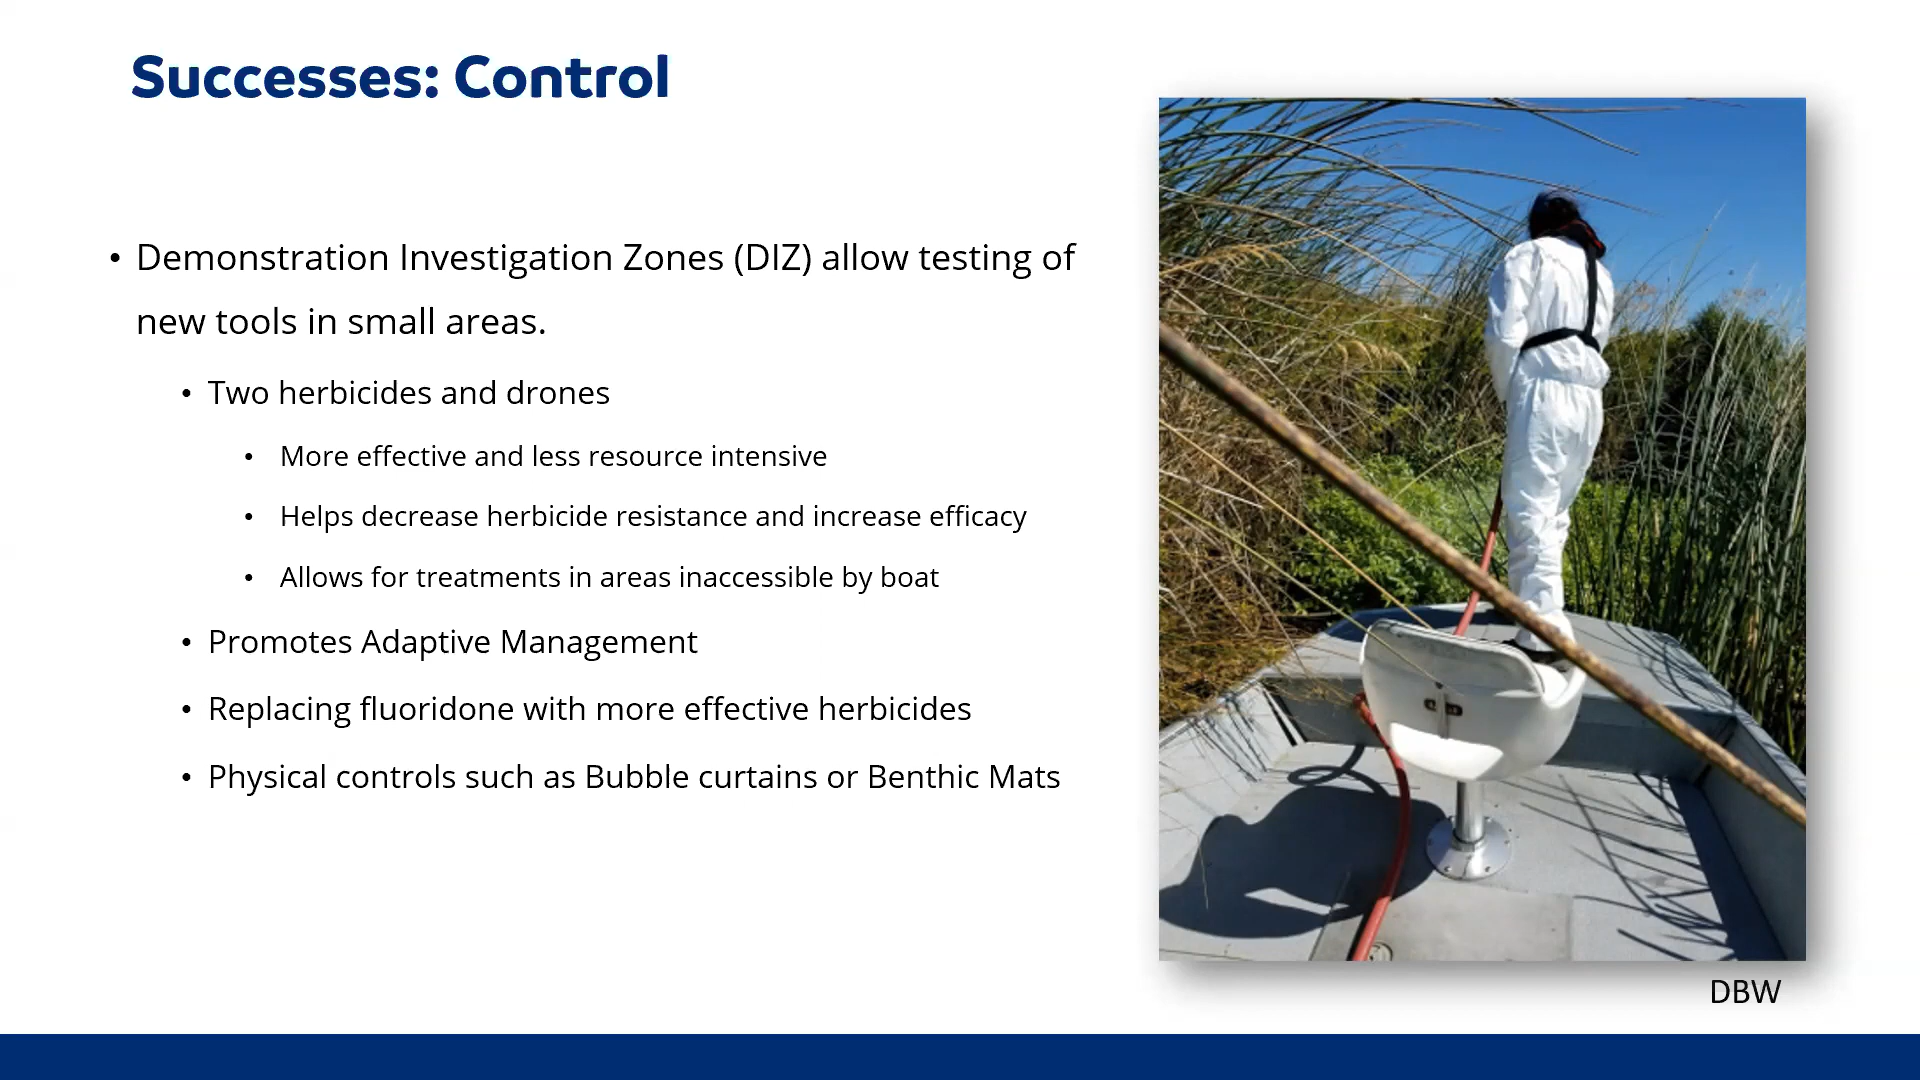 Successes: Control
• Demonstration Investigation Zones (DIZ) allow testing of
new tools in small areas.
• Two herbicides and drones
• More effective and less resource intensive
• Helps decrease herbicide resistance and increase efficacy
• Allows for treatments in areas inaccessible by boat
• Promotes Adaptive Management
• Replacing fluoridone with more effective herbicides
• Physical controls such as Bubble curtains or Benthic Mats
DBW